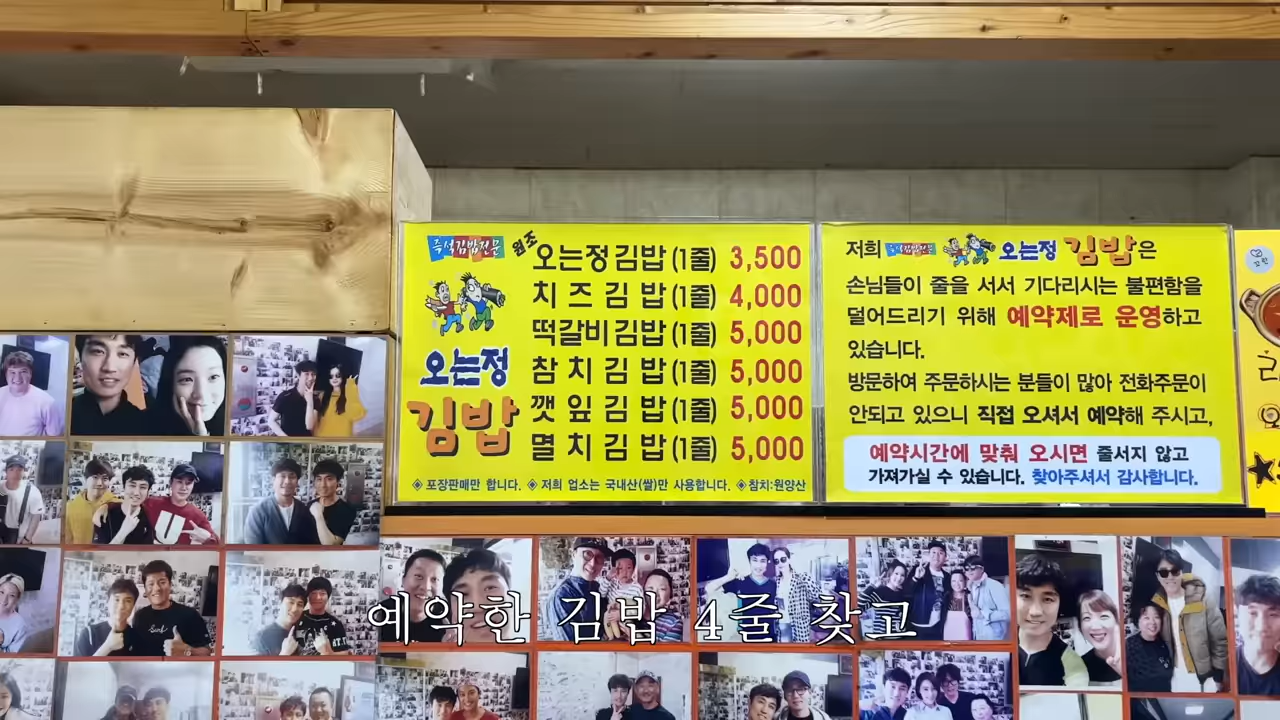 즉석김밥전문
원조
오는정김밥(1줄) 3,500
치즈김밥(1줄) 4,000
떡갈비김밥(1줄) 5,000
참치김밥(1줄) 5,000
깻잎김밥(1줄) 5,000
멸치김밥(1줄) 5,000
오는정
김밥
◈ 포장판매만 합니다. ◈ 저희 업소는 국내산(쌀)만 사용합니다. ◈참치:원양산
저희 즉석김밥전문 오는정 김밥은
손님들이 줄을 서서 기다리시는 불편함을
덜어드리기 위해 예약제로 운영하고
있습니다.
방문하여 주문하시는 분들이 많아 전화주문이
안되고 있으니 직접 오셔서 예약해 주시고,
예약시간에 맞춰 오시면 줄서지 않고
가져가실 수 있습니다. 찾아주셔서 감사합니다.
예약한 김밥 4줄 찾고